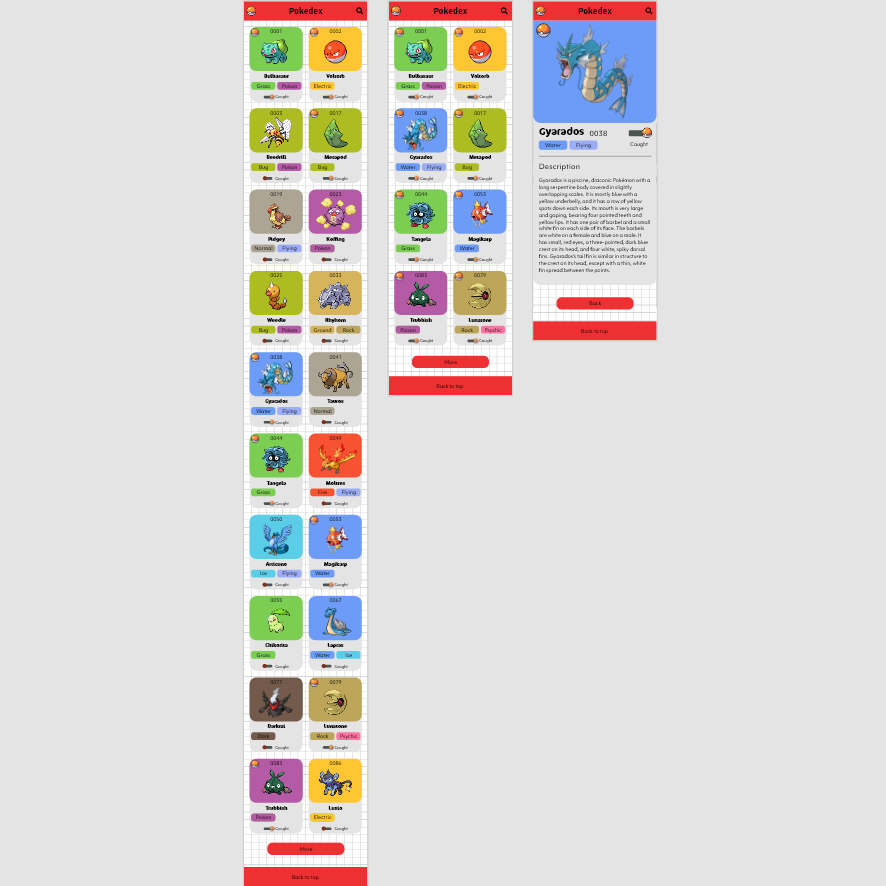 Pokedex
0001
0002
Bulbasaur
Voltorb
Grass
Poison
Electric
Caught
Caught
0003
0017
Beedrill
Metapod
Bug
Poison
Bug
Caught
Caught
0019
0023
Pidgey
Koffing
Normal
Flying
Poison
Caught
Caught
0025
0033
Weedle
Rhyhorn
Bug
Poison
Ground
Rock
Caught
Caught
0038
0041
Gyarados
Tauros
Water
Flying
Normal
Caught
Caught
0044
0049
Tangela
Moltres
Grass
Fire
Flying
Caught
Caught
0050
0053
Articuno
Magikarp
Ice
Flying
Water
Caught
Caught
0055
0067
Chikorita
Lapras
Grass
Water
Ice
Caught
Caught
0077
0079
Darkrai
Lunatone
Dark
Rock
Psychic
Caught
Caught
0083
0086
Trubbish
Luxio
Poison
Electric
Caught
Caught
More
Back to top
Pokedex
0001
0002
Bulbasaur
Voltorb
Grass
Poison
Electric
Caught
Caught
0038
0017
Gyarados
Metapod
Water
Flying
Bug
Caught
Caught
0044
0053
Tangela
Magikarp
Grass
Water
Caught
Caught
0083
0079
Trubbish
Lunatone
Poison
Rock
Psychic
Caught
Caught
More
Back to top
Pokedex
Gyarados 0038
Water
Flying
Caught
Description
Gyarados is a piscine, draconic Pokémon with a
long serpentine body covered in slightly
overlapping scales. It is mostly blue with a
yellow underbelly, and it has a row of yellow
spots down each side. Its mouth is very large
and gaping, bearing four pointed teeth and
yellow lips. It has one pair of barbel and a small
white fin on each side of its face. The barbels
are white on a female and blue on a male. It
has small, red eyes, a three-pointed, dark blue
crest on its head, and four white, spiky dorsal
fins. Gyarados's tail fin is similar in structure to
the crest on its head, except with a thin, white
fin spread between the points.
Back
Back to top